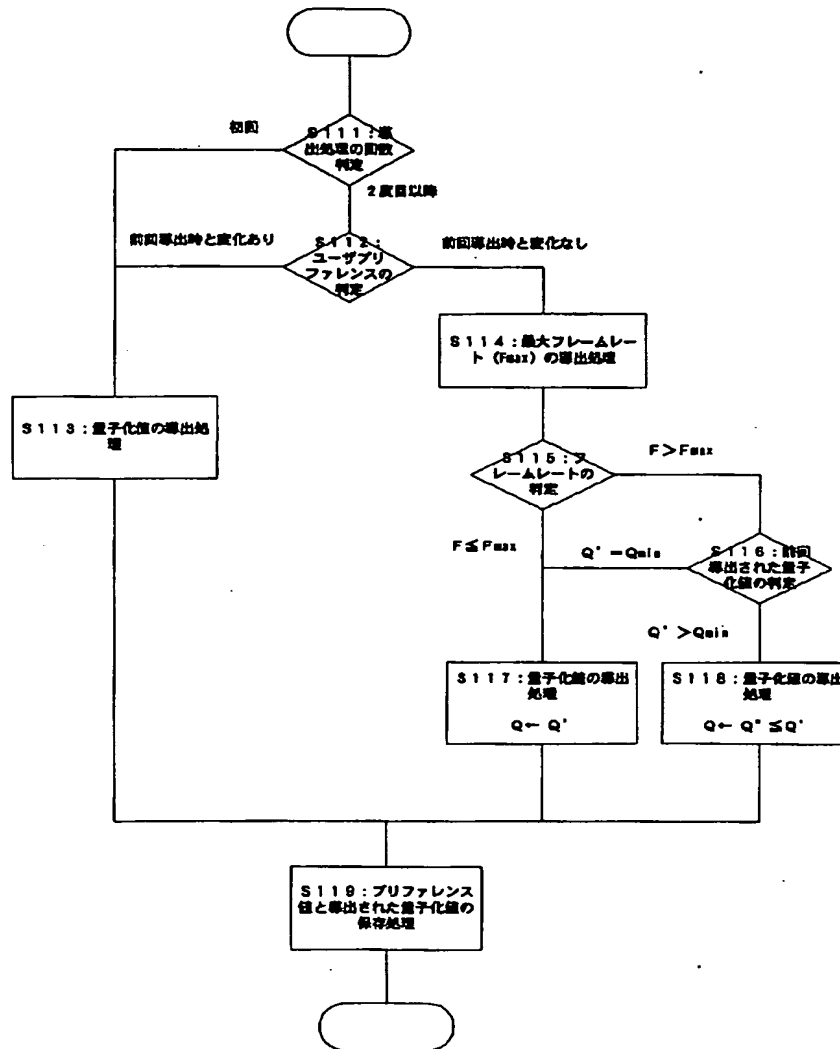 初回
S111：導
出処理の回数
判定
2度目以降
前回導出時と変化あり
S112：
ユーザプリ
ファレンスの
判定
前回導出時と変化なし
S114：最大フレームレー
ト（Fmax）の導出処理
S113：量子化値の導出処
理
S115：フ
レームレートの
判定
F＞Fmax
F≦Fmax
Q'＝Qmin
S116：前回
導出された量子
化値の判定
Q'＞Qmin
S117：量子化値の導出
処理
Q← Q'
S118：量子化値の導出
処理
Q← Q"≦Q'
S119：プリファレンス
値と導出された量子化値の
保存処理